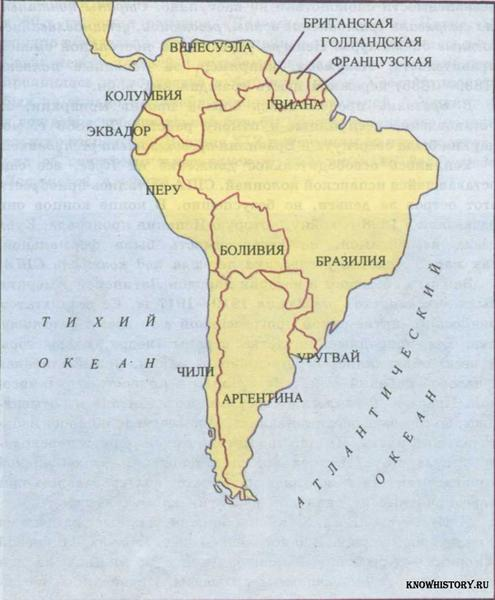 БРИТАНСКАЯ
ГОЛЛАНДСКАЯ
ФРАНЦУЗСКАЯ
ВЕНЕСУЭЛА
ГВИАНА
КОЛУМБИЯ
ЭКВАДОР
ПЕРУ
БОЛИВИЯ
БРАЗИЛИЯ
ТИХИЙ
ОКЕАН
УРУГВАЙ
ЧИЛИ
АРГЕНТИНА
АТЛАНТИЧЕСКИЙ
ОКЕАН
KNOWHISTORY.RU